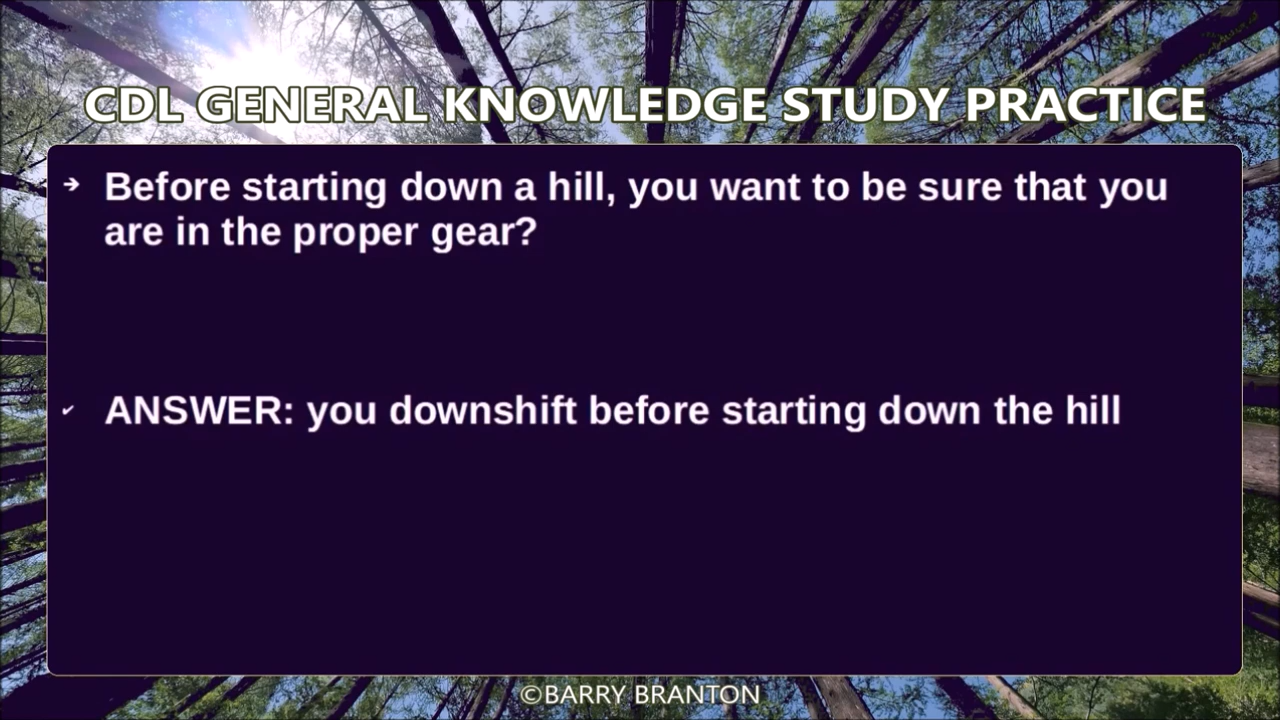 CDL GENERAL KNOWLEDGE STUDY PRACTICE
Before starting down a hill, you want to be sure that you
are in the proper gear?
ANSWER: you downshift before starting down the hill
©BARRY BRANTON